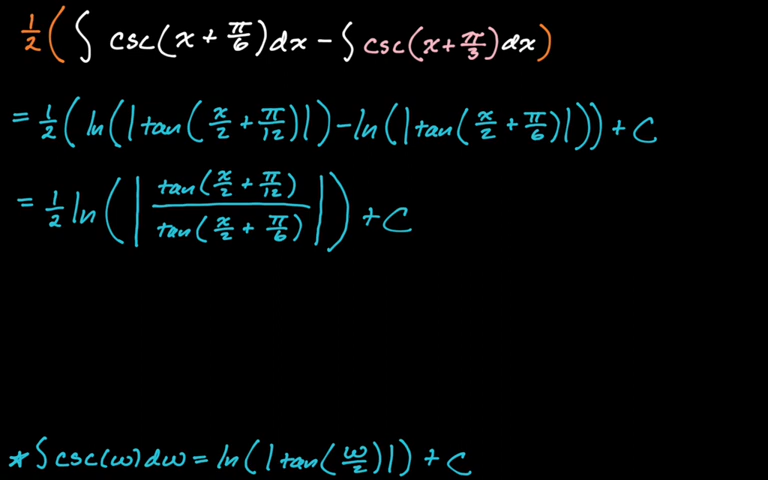 1/2 ( ∫ csc(x + π/6) dx − ∫ csc(x + π/3) dx )
= 1/2 ( ln( | tan( x/2 + π/12 ) | ) − ln( | tan( x/2 + π/6 ) | ) ) + C
= 1/2 ln ( | tan( x/2 + π/12 ) / tan( x/2 + π/6 ) | ) + C
* ∫ csc(ω) dω = ln( | tan( ω/2 ) | ) + C